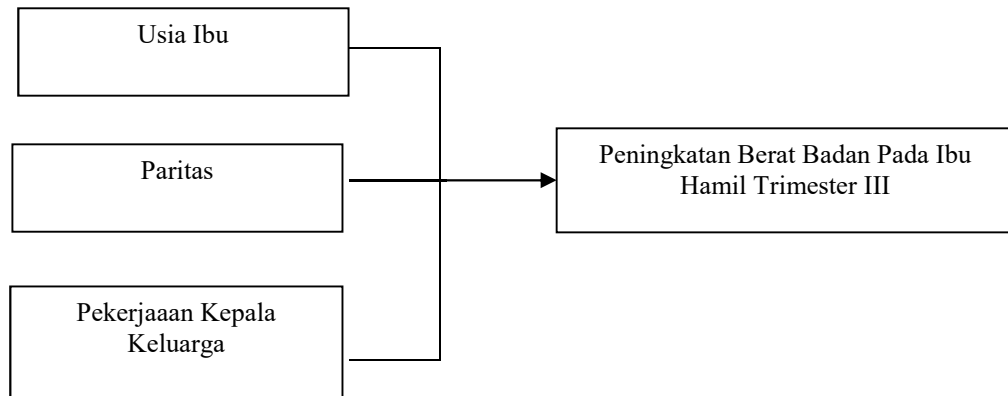 Usia Ibu
Paritas
Pekerjaaan Kepala
Keluarga
Peningkatan Berat Badan Pada Ibu
Hamil Trimester III